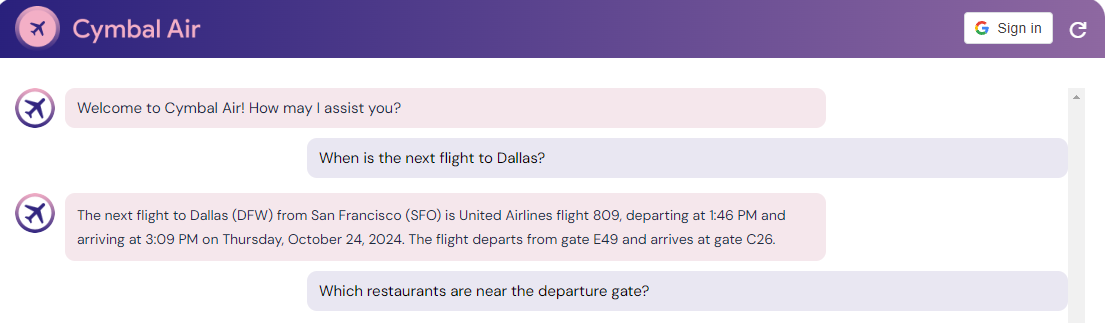 Cymbal Air
Sign in
Welcome to Cymbal Air! How may I assist you?
When is the next flight to Dallas?
The next flight to Dallas (DFW) from San Francisco (SFO) is United Airlines flight 809, departing at 1:46 PM and
arriving at 3:09 PM on Thursday, October 24, 2024. The flight departs from gate E49 and arrives at gate C26.
Which restaurants are near the departure gate?